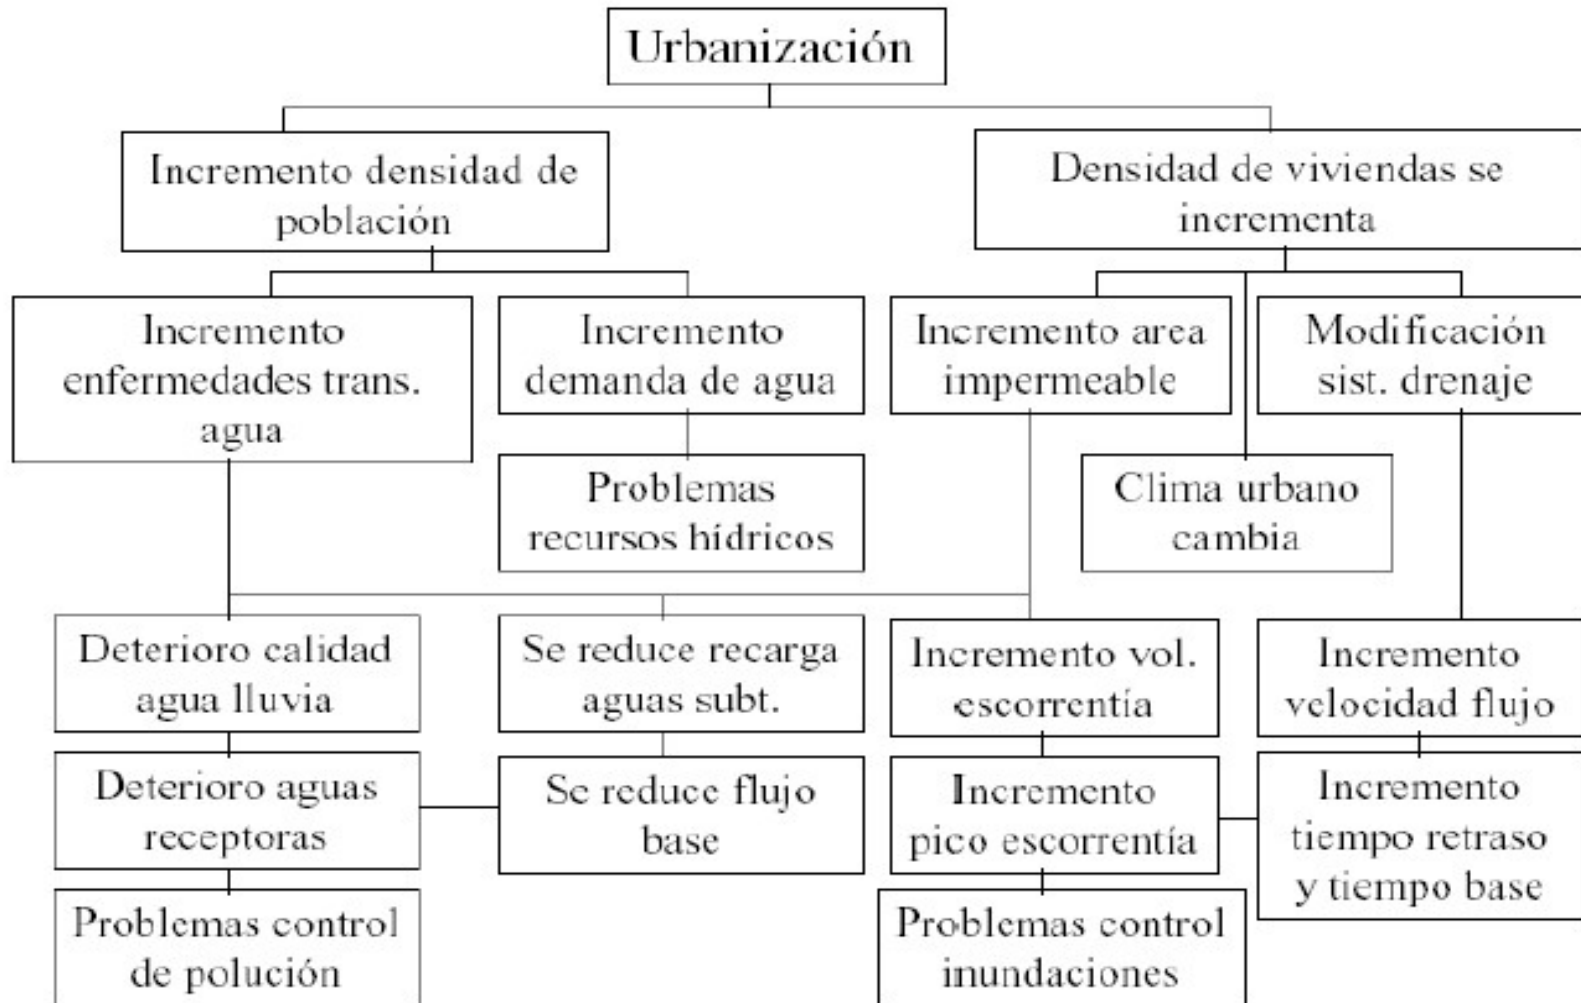 Urbanización
Incremento densidad de
población
Densidad de viviendas se
incrementa
Incremento
enfermedades trans.
agua
Incremento
demanda de agua
Incremento area
impermeable
Modificación
sist. drenaje
Problemas
recursos hídricos
Clima urbano
cambia
Deterioro calidad
agua lluvia
Se reduce recarga
aguas subt.
Incremento vol.
escorrentía
Incremento
velocidad flujo
Deterioro aguas
receptoras
Se reduce flujo
base
Incremento
pico escorrentía
Incremento
tiempo retraso
y tiempo base
Problemas control
de polución
Problemas control
inundaciones